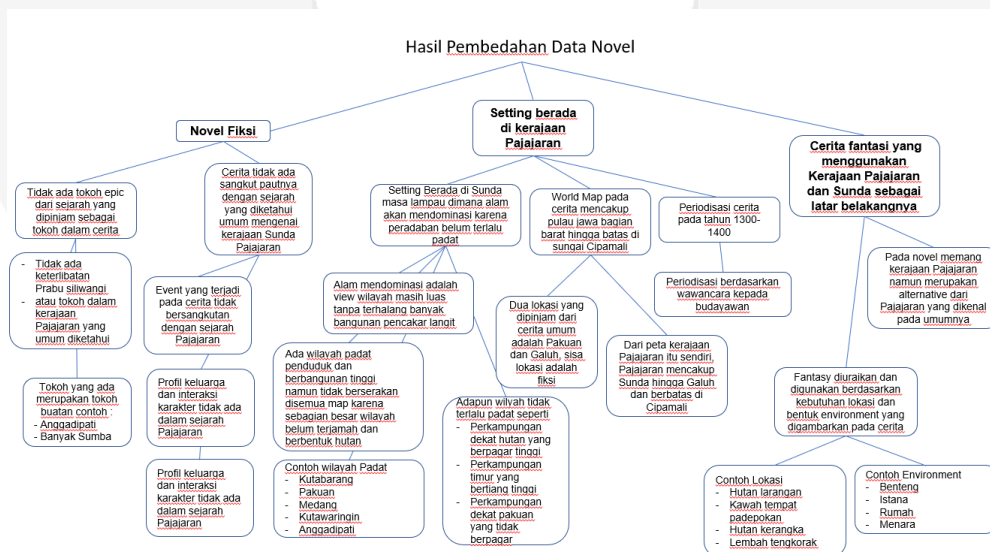 Hasil Pembedahan Data Novel
Novel Fiksi
Tidak ada tokoh epic
dari sejarah yang
dipinjam sebagai
tokoh dalam cerita
- Tidak ada
keterlibatan
Prabu siliwangi
- atau tokoh dalam
kerajaan
Pajajaran yang
umum diketahui
Tokoh yang ada
merupakan tokoh
buatan contoh :
- Anggadipati
- Banyak Sumba
Cerita tidak ada
sangkut pautnya
dengan sejarah
yang diketahui
umum mengenai
kerajaan Sunda
Pajajaran
Event yang terjadi
pada cerita tidak
bersangkutan
dengan sejarah
Pajajaran
Profil keluarga
dan interaksi
karakter tidak ada
dalam sejarah
Pajajaran
Profil keluarga
dan interaksi
karakter tidak ada
dalam sejarah
Pajajaran
Setting berada
di kerajaan
Pajajaran
Setting Berada di Sunda
masa lampau dimana alam
akan mendominasi karena
peradaban belum terlalu
padat
Alam mendominasi adalah
view wilayah masih luas
tanpa terhalang banyak
bangunan pencakar langit
Ada wilayah padat
penduduk dan
berbangunan tinggi
namun tidak berserakan
disemua map karena
sebagian besar wilayah
belum terjamah dan
berbentuk hutan
Contoh wilayah Padat
- Kutabarang
- Pakuan
- Medang
- Kutawaringin
- Anggadipati
Adapun wilyah tidak
terlalu padat seperti
- Perkampungan
dekat hutan yang
berpagar tinggi
- Perkampungan
timur yang
bertiang tinggi
- Perkampungan
dekat pakuan
yang tidak
berpagar
World Map pada
cerita mencakup
pulau jawa bagian
barat hingga batas di
sungai Cipamali
Dua lokasi yang
dipinjam dari
cerita umum
adalah Pakuan
dan Galuh, sisa
lokasi adalah
fiksi
Dari peta kerajaan
Pajajaran itu sendiri,
Pajajaran mencakup
Sunda hingga Galuh
dan berbatas di
Cipamali
Periodisasi cerita
pada tahun 1300-
1400
Periodisasi berdasarkan
wawancara kepada
budayawan
Cerita fantasi yang
menggunakan
Kerajaan Pajajaran
dan Sunda sebagai
latar belakangnya
Pada novel memang
kerajaan Pajajaran
namun merupakan
alternative dari
Pajajaran yang dikenal
pada umumnya
Fantasy diuraikan dan
digunakan berdasarkan
kebutuhan lokasi dan
bentuk environment yang
digambarkan pada cerita
Contoh Lokasi
- Hutan larangan
- Kawah tempat
padepokan
- Hutan kerangka
- Lembah tengkorak
Contoh Environment
- Benteng
- Istana
- Rumah
- Menara